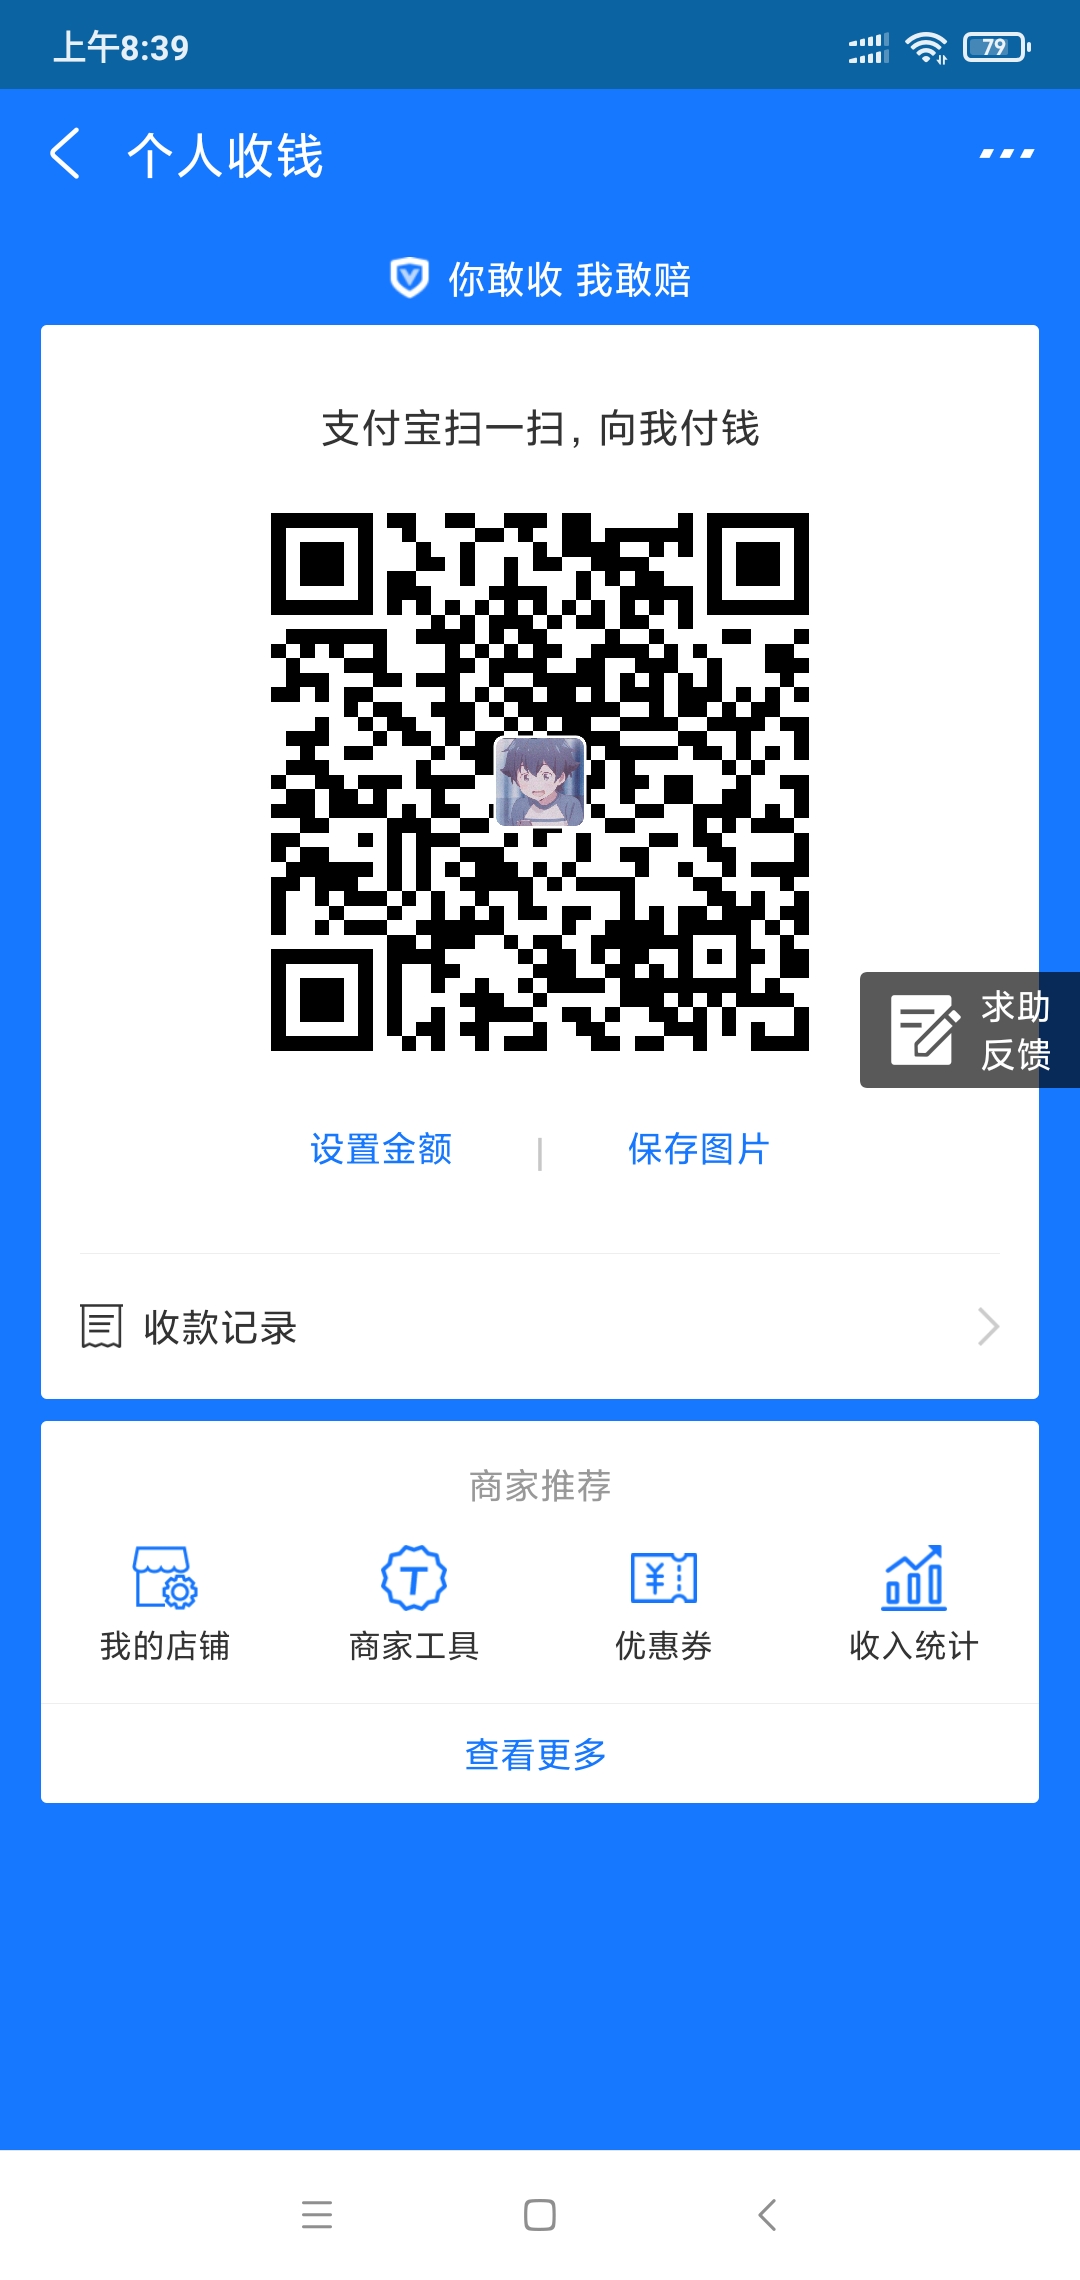 上午8:39
79
个人收钱
你敢收 我敢赔
支付宝扫一扫，向我付钱
求助
反馈
设置金额 | 保存图片
收款记录
商家推荐
我的店铺 商家工具 优惠券 收入统计
查看更多